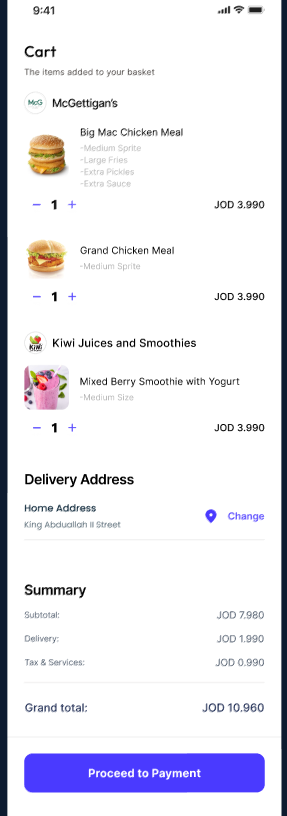 9:41
Cart
The items added to your basket
McG McGettigan's
Big Mac Chicken Meal
-Medium Sprite
-Large Fries
-Extra Pickles
-Extra Sauce
− 1 + JOD 3.990
Grand Chicken Meal
-Medium Sprite
− 1 + JOD 3.990
KiWi Kiwi Juices and Smoothies
Mixed Berry Smoothie with Yogurt
-Medium Size
− 1 + JOD 3.990
Delivery Address
Home Address
King Abduallah II Street
Change
Summary
Subtotal: JOD 7.980
Delivery: JOD 1.990
Tax & Services: JOD 0.990
Grand total: JOD 10.960
Proceed to Payment